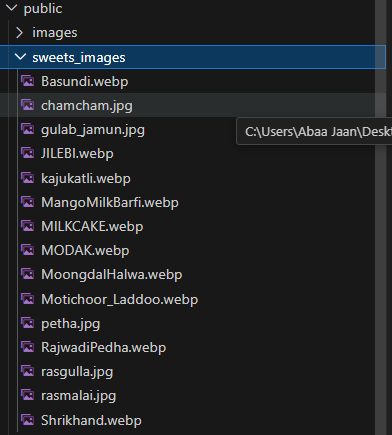 public
images
sweets_images
Basundi.webp
chamcham.jpg
gulab_jamun.jpg
C:\Users\Abaa Jaan\Desk
JILEBI.webp
kajukatli.webp
MangoMilkBarfi.webp
MILKCAKE.webp
MODAK.webp
MoongdalHalwa.webp
Motichoor_Laddoo.webp
petha.jpg
RajwadiPedha.webp
rasgulla.jpg
rasmalai.jpg
Shrikhand.webp